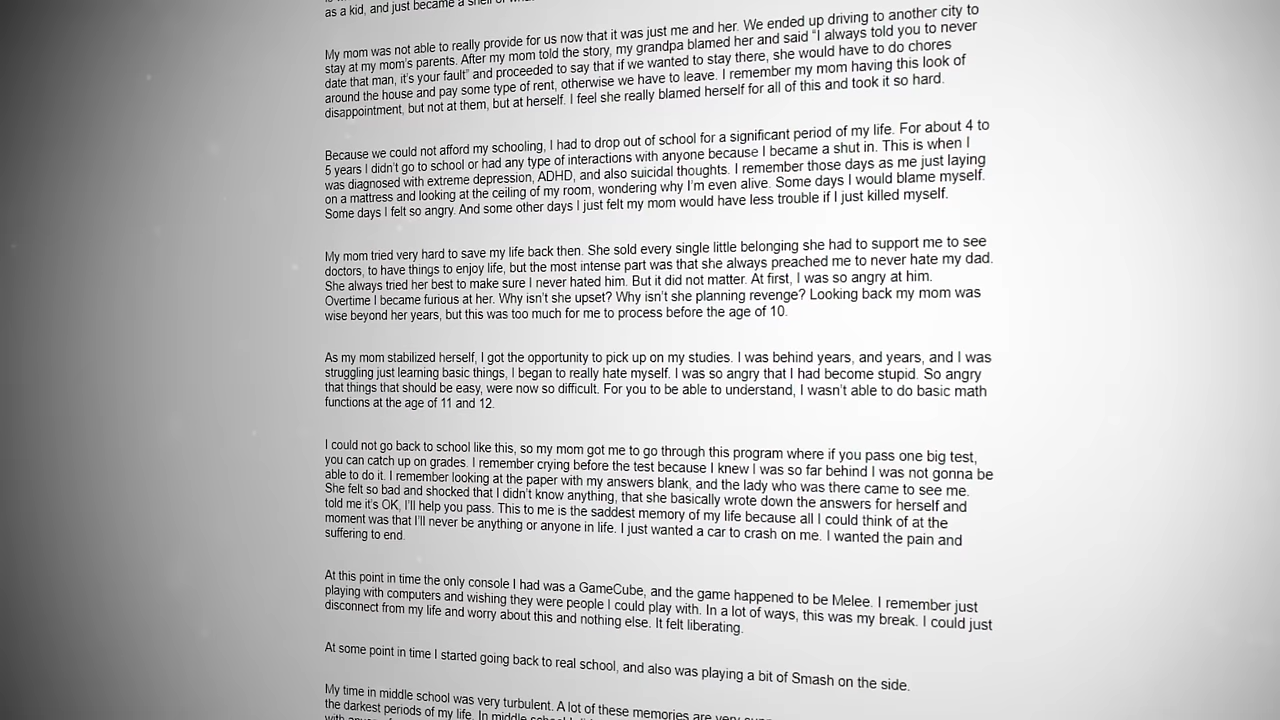 as a kid, and just became a shell of
My mom was not able to really provide for us now that it was just me and her. We ended up driving to another city to
stay at my mom's parents. After my mom told the story, my grandpa blamed her and said “I always told you to never
date that man, it's your fault” and proceeded to say that if we wanted to stay there, she would have to do chores
around the house and pay some type of rent, otherwise we have to leave. I remember my mom having this look of
disappointment, but not at them, but at herself. I feel she really blamed herself for all of this and took it so hard.
Because we could not afford my schooling, I had to drop out of school for a significant period of my life. For about 4 to
5 years I didn't go to school or had any type of interactions with anyone because I became a shut in. This is when I
was diagnosed with extreme depression, ADHD, and also suicidal thoughts. I remember those days as me just laying
on a mattress and looking at the ceiling of my room, wondering why I'm even alive. Some days I would blame myself.
Some days I felt so angry. And some other days I just felt my mom would have less trouble if I just killed myself.
My mom tried very hard to save my life back then. She sold every single little belonging she had to support me to see
doctors, to have things to enjoy life, but the most intense part was that she always preached me to never hate my dad.
She always tried her best to make sure I never hated him. But it did not matter. At first, I was so angry at him.
Overtime I became furious at her. Why isn't she upset? Why isn't she planning revenge? Looking back my mom was
wise beyond her years, but this was too much for me to process before the age of 10.
As my mom stabilized herself, I got the opportunity to pick up on my studies. I was behind years, and years, and I was
struggling just learning basic things, I began to really hate myself. I was so angry that I had become stupid. So angry
that things that should be easy, were now so difficult. For you to be able to understand, I wasn't able to do basic math
functions at the age of 11 and 12.
I could not go back to school like this, so my mom got me to go through this program where if you pass one big test,
you can catch up on grades. I remember crying before the test because I knew I was so far behind I was not gonna be
able to do it. I remember looking at the paper with my answers blank, and the lady who was there came to see me.
She felt so bad and shocked that I didn't know anything, that she basically wrote down the answers for herself and
told me it's OK, I'll help you pass. This to me is the saddest memory of my life because all I could think of at the
moment was that I'll never be anything or anyone in life. I just wanted a car to crash on me. I wanted the pain and
suffering to end.
At this point in time the only console I had was a GameCube, and the game happened to be Melee. I remember just
playing with computers and wishing they were people I could play with. In a lot of ways, this was my break. I could just
disconnect from my life and worry about this and nothing else. It felt liberating.
At some point in time I started going back to real school, and also was playing a bit of Smash on the side.
My time in middle school was very turbulent. A lot of these memories are very
the darkest periods of my life. In middle